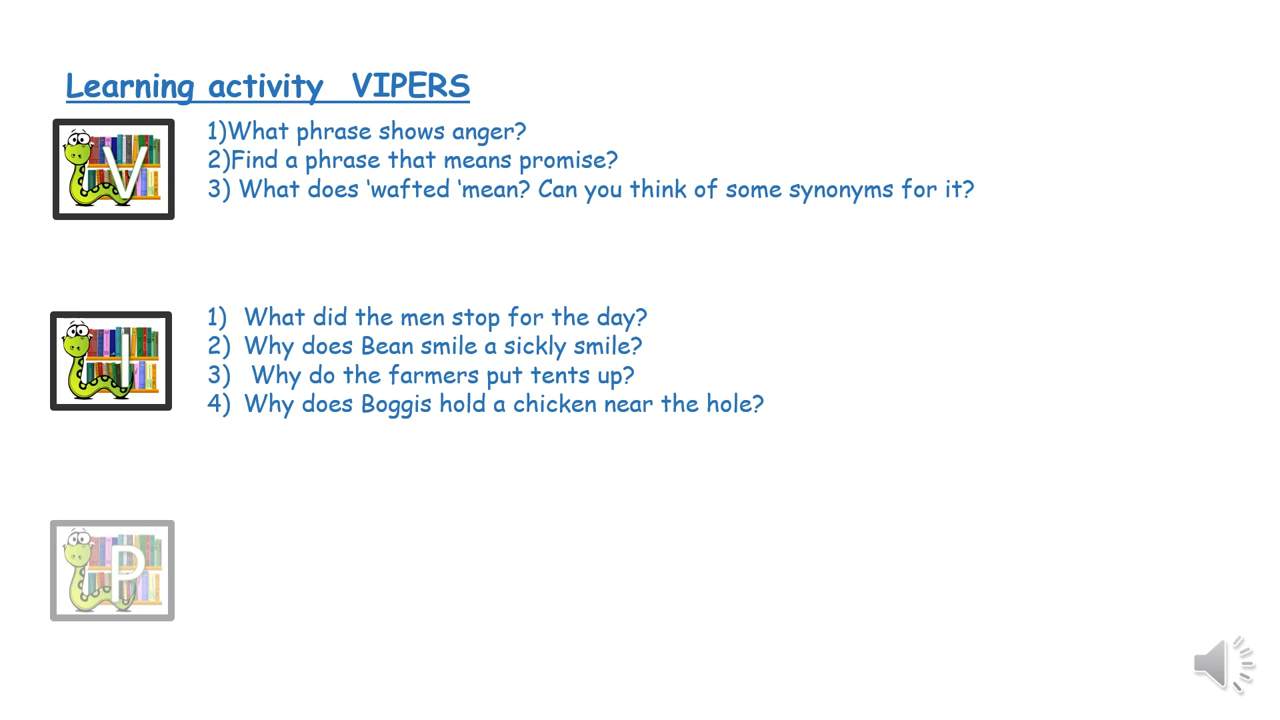 Learning activity  VIPERS
V
1)What phrase shows anger?
2)Find a phrase that means promise?
3) What does ‘wafted ‘mean? Can you think of some synonyms for it?
I
1)  What did the men stop for the day?
2)  Why does Bean smile a sickly smile?
3)   Why do the farmers put tents up?
4)  Why does Boggis hold a chicken near the hole?
P